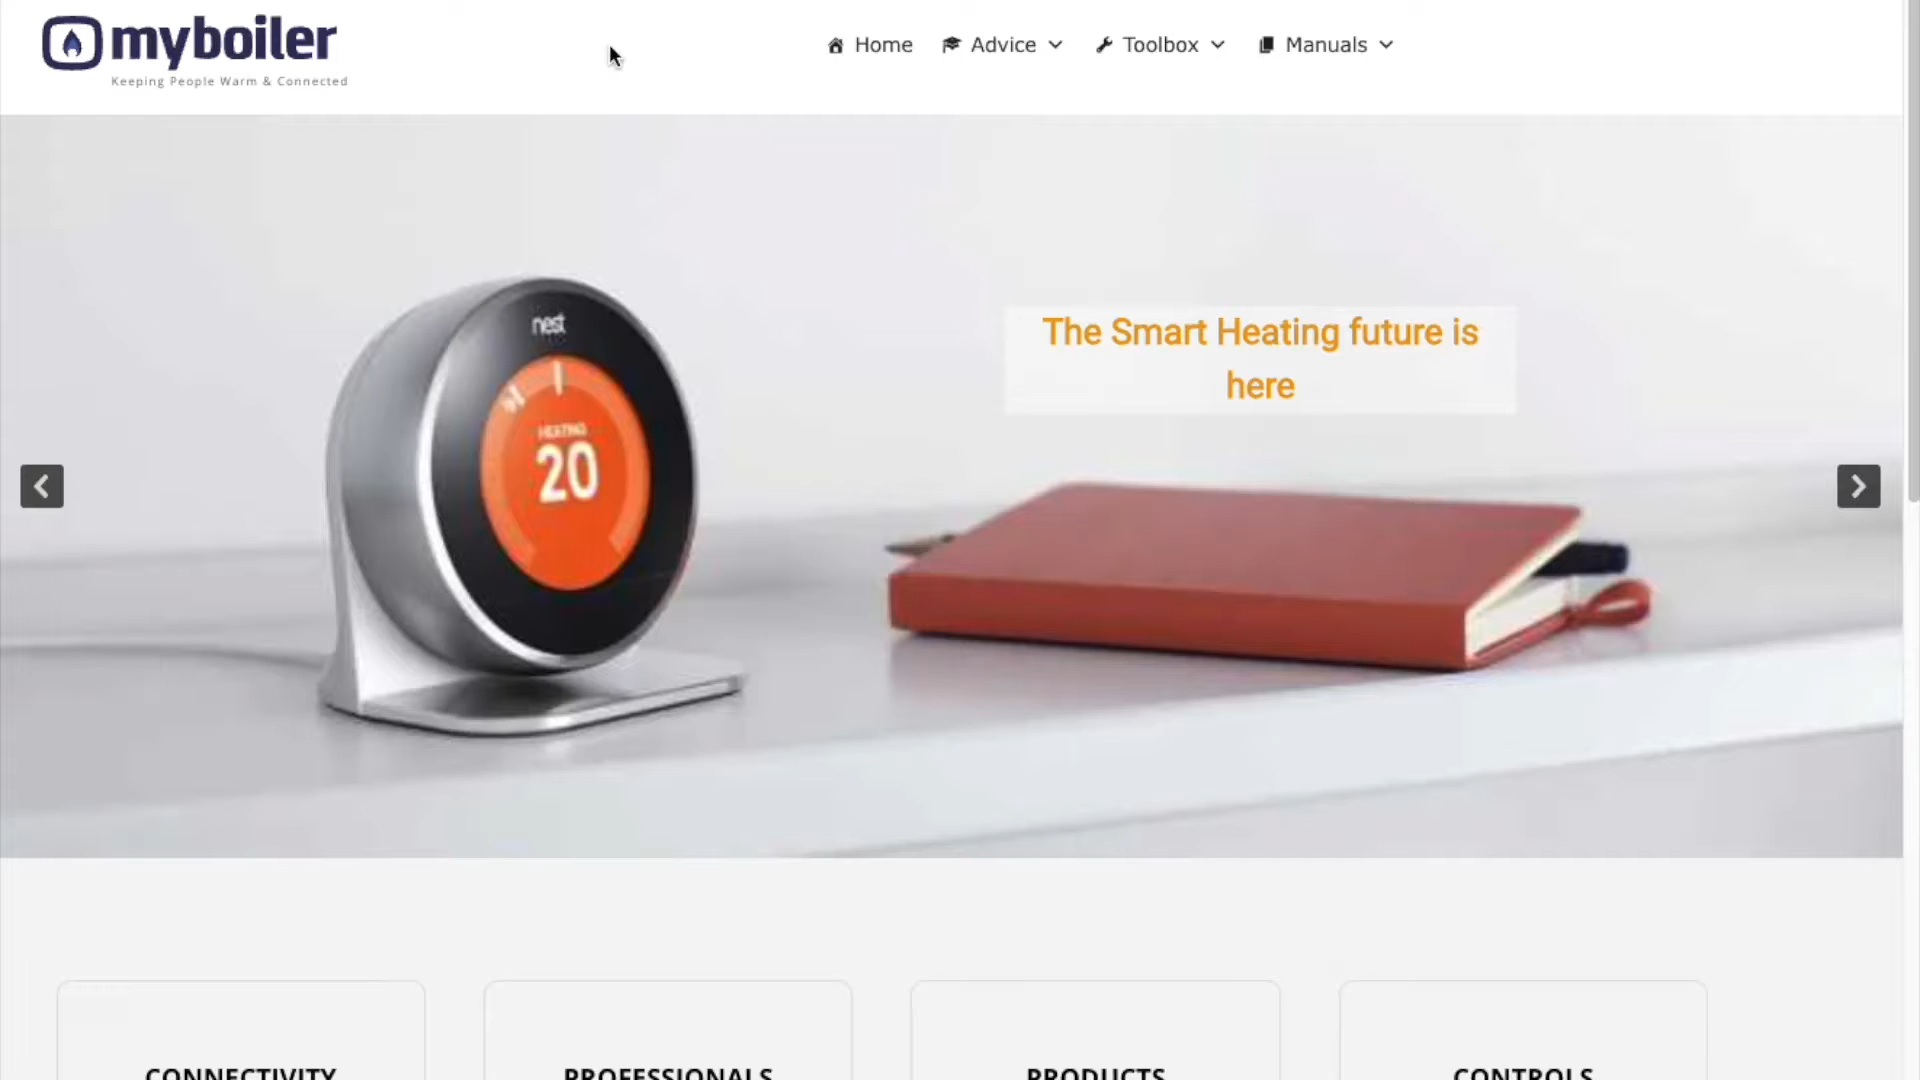 myboiler
Keeping People Warm & Connected
Home
Advice
Toolbox
Manuals
nest
HEATING
20
The Smart Heating future is
here
CONNECTIVITY
PROFESSIONALS
PRODUCTS
CONTROLS